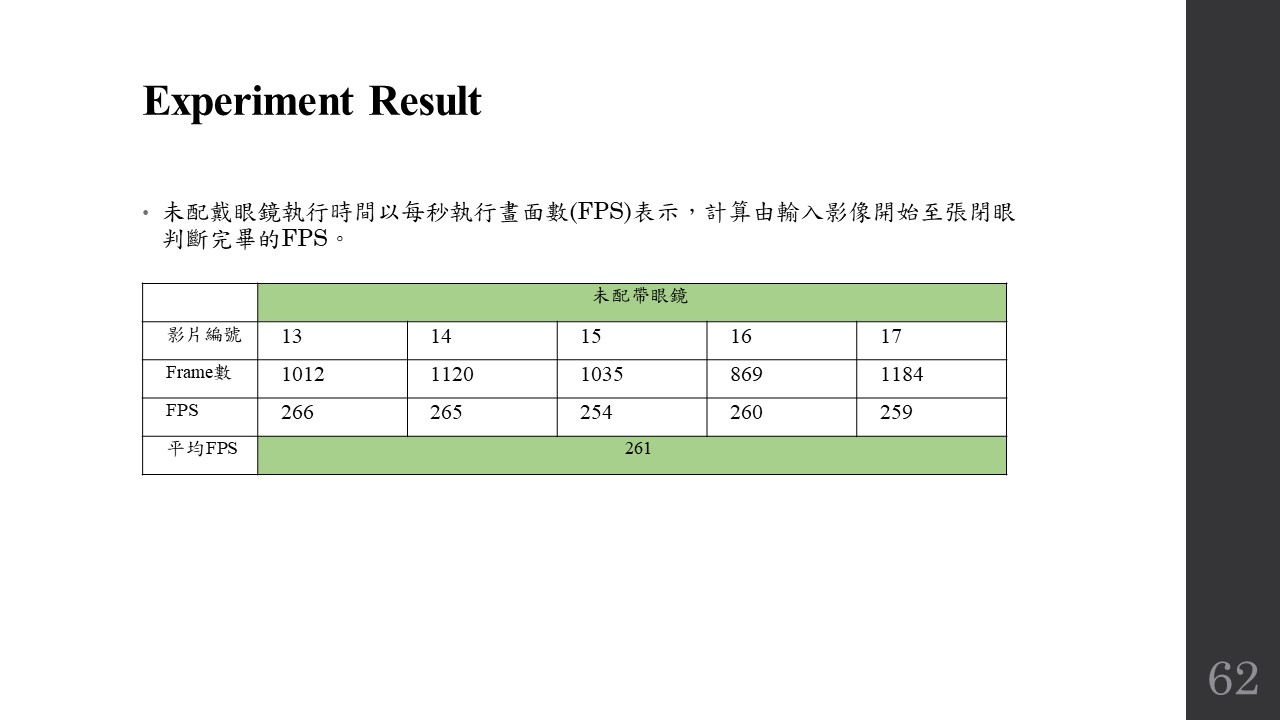 Experiment Result
• 未配戴眼鏡執行時間以每秒執行畫面數(FPS)表示，計算由輸入影像開始至張閉眼
判斷完畢的FPS。
未配帶眼鏡
影片編號 13 14 15 16 17
Frame數 1012 1120 1035 869 1184
FPS 266 265 254 260 259
平均FPS 261
62